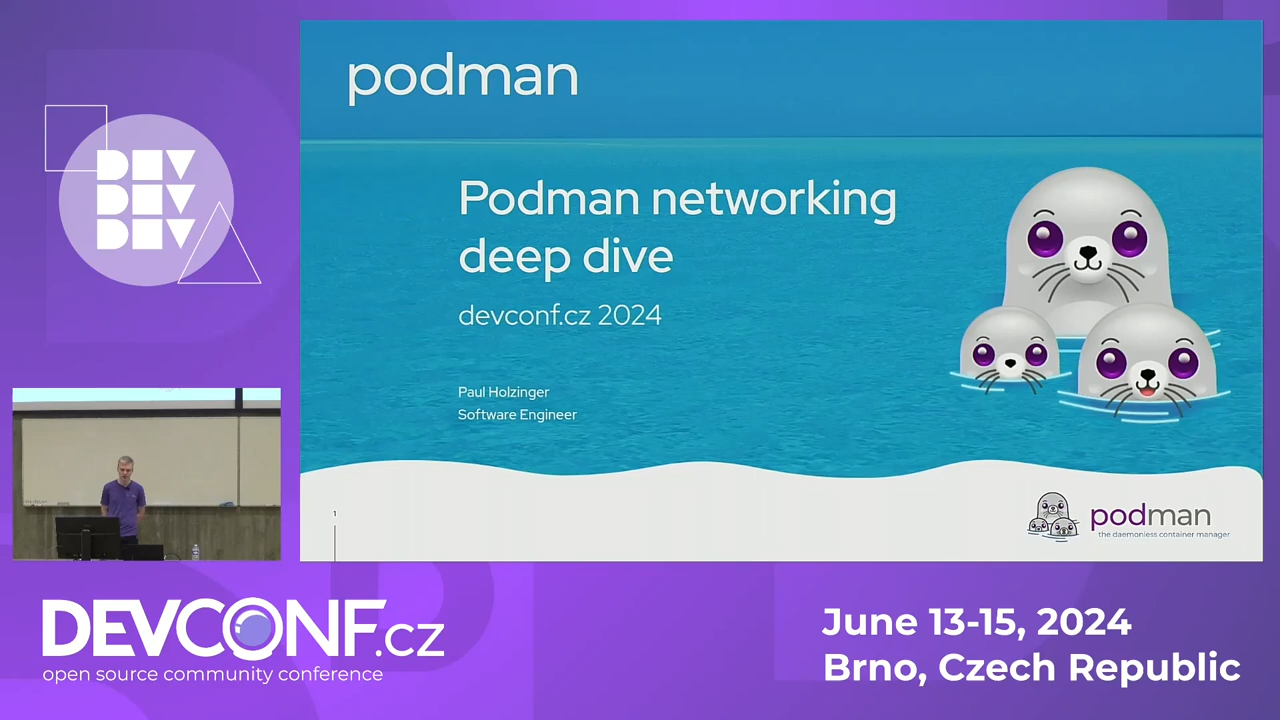 DEV
DEV
DEV
podman
Podman networking
deep dive
devconf.cz 2024
Paul Holzinger
Software Engineer
1
podman
the daemonless container manager
DEVCONF.cz
open source community conference
June 13-15, 2024
Brno, Czech Republic